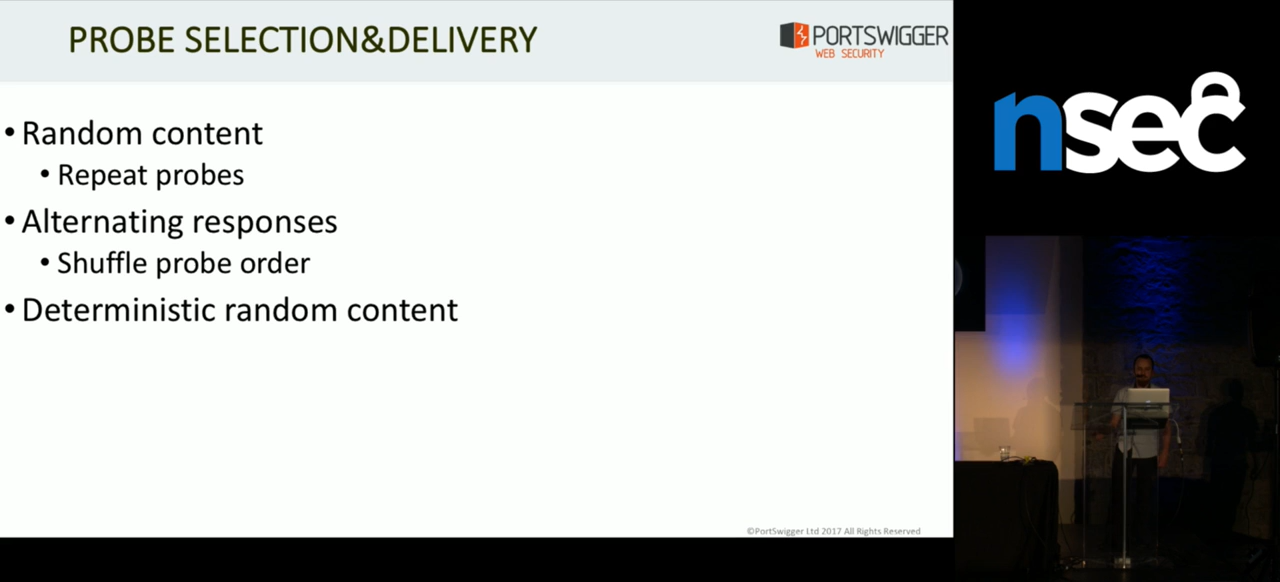 PROBE SELECTION&DELIVERY
PORTSWIGGER
WEB SECURITY
• Random content
• Repeat probes
• Alternating responses
• Shuffle probe order
• Deterministic random content
©PortSwigger Ltd 2017 All Rights Reserved
nsec